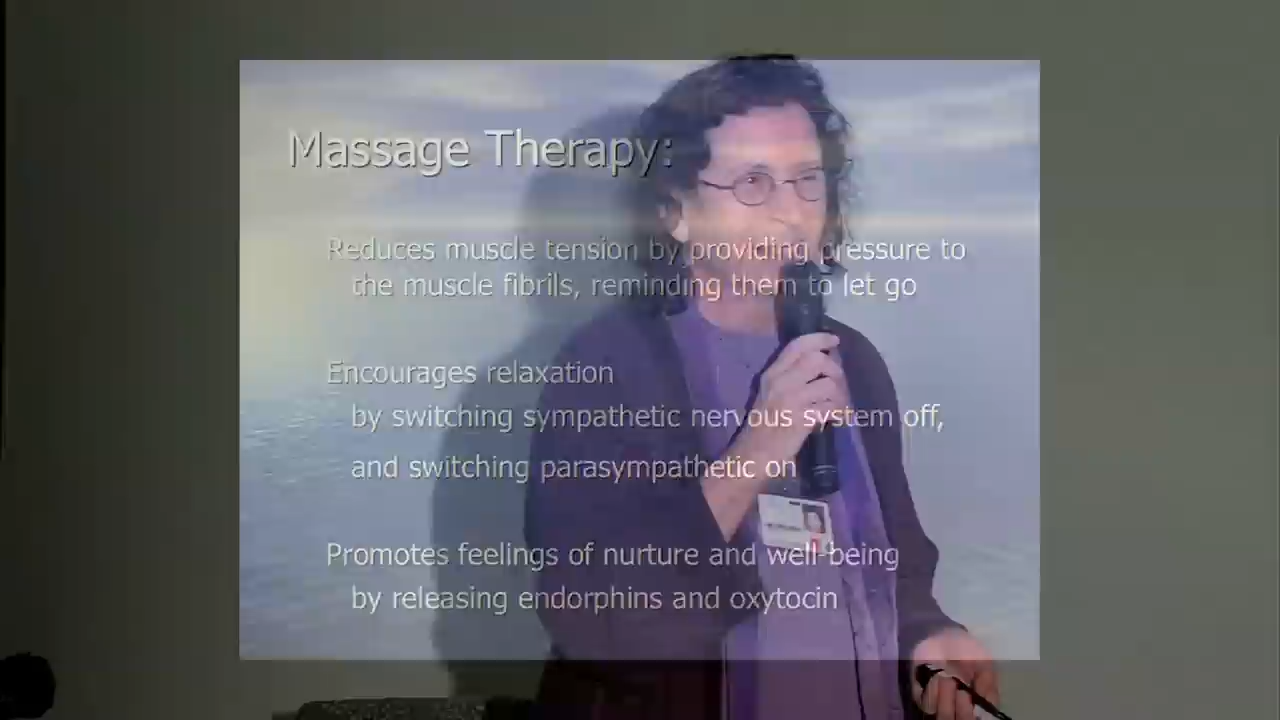 Massage Therapy:
Reduces muscle tension by providing pressure to
the muscle fibrils, reminding them to let go
Encourages relaxation
by switching sympathetic nervous system off,
and switching parasympathetic on
Promotes feelings of nurture and well-being
by releasing endorphins and oxytocin